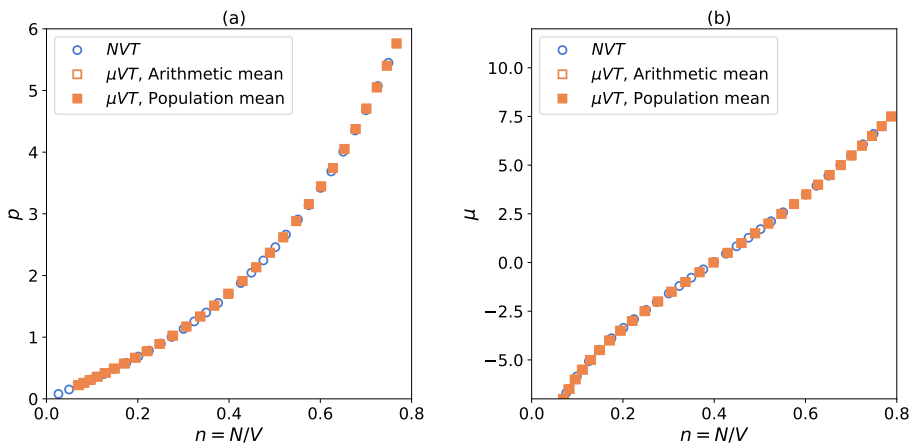 (a)
6
5
4
3
2
1
0
0.0 0.2 0.4 0.6 0.8
p
n = N/V
NVT
μVT, Arithmetic mean
μVT, Population mean
(b)
10.0
7.5
5.0
2.5
0.0
−2.5
−5.0
0.0 0.2 0.4 0.6 0.8
μ
n = N/V
NVT
μVT, Arithmetic mean
μVT, Population mean